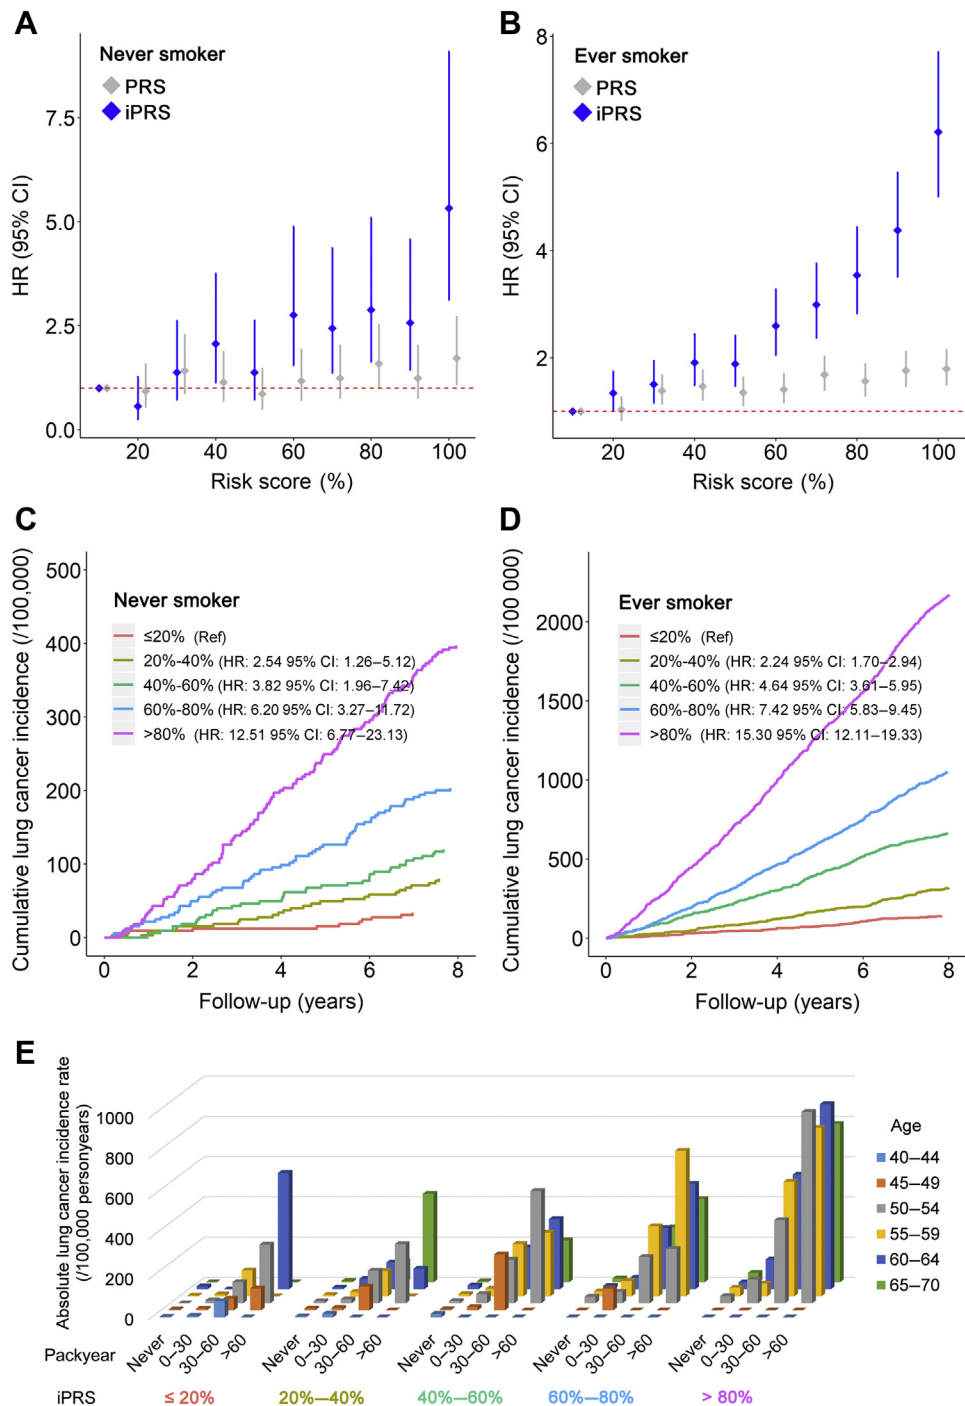 A
Never smoker
PRS
iPRS
HR (95% CI)
7.5
5.0
2.5
0.0
20 40 60 80 100
Risk score (%)
B
Ever smoker
PRS
iPRS
HR (95% CI)
8
6
4
2
20 40 60 80 100
Risk score (%)
C
Never smoker
≤20% (Ref)
20%-40% (HR: 2.54 95% CI: 1.26–5.12)
40%-60% (HR: 3.82 95% CI: 1.96–7.42)
60%-80% (HR: 6.20 95% CI: 3.27–11.72)
>80% (HR: 12.51 95% CI: 6.77–23.13)
Cumulative lung cancer incidence (/100,000)
500
400
300
200
100
0
0 2 4 6 8
Follow-up (years)
D
Ever smoker
≤20% (Ref)
20%-40% (HR: 2.24 95% CI: 1.70–2.94)
40%-60% (HR: 4.64 95% CI: 3.61–5.95)
60%-80% (HR: 7.42 95% CI: 5.83–9.45)
>80% (HR: 15.30 95% CI: 12.11–19.33)
Cumulative lung cancer incidence (/100 000)
2000
1500
1000
500
0
0 2 4 6 8
Follow-up (years)
E
Absolute lung cancer incidence rate
(/100,000 personyears)
1000
800
600
400
200
0
Age
40–44
45–49
50–54
55–59
60–64
65–70
Packyear Never 0–30 30–60 >60 Never 0–30 30–60 >60 Never 0–30 30–60 >60 Never 0–30 30–60 >60 Never 0–30 30–60 >60
iPRS ≤ 20% 20%–40% 40%–60% 60%–80% > 80%